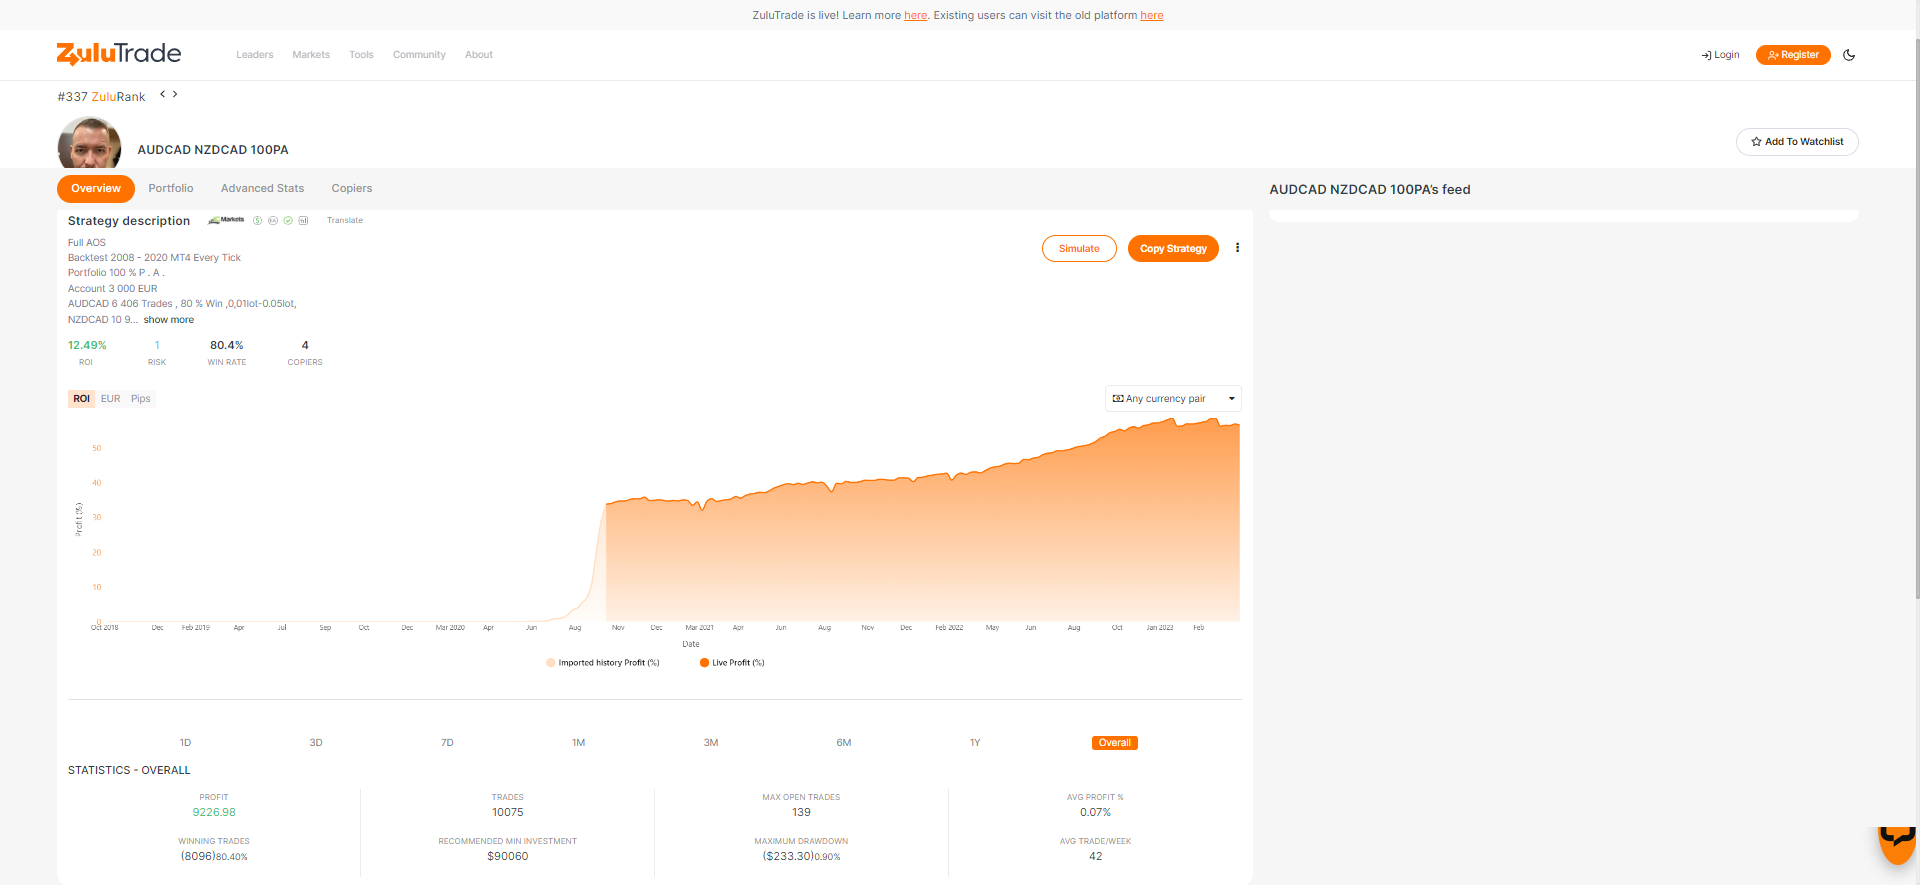 ZuluTrade is live! Learn more here. Existing users can visit the old platform here
ZuluTrade
Leaders Markets Tools Community About
Login Register
#337 ZuluRank
AUDCAD NZDCAD 100PA
Add To Watchlist
Overview Portfolio Advanced Stats Copiers
AUDCAD NZDCAD 100PA's feed
Strategy description Markets Translate
Full AOS
Backtest 2008 - 2020 MT4 Every Tick
Portfolio 100 % P . A .
Account 3 000 EUR
AUDCAD 6 406 Trades , 80 % Win ,0,01lot-0.05lot,
NZDCAD 10 9... show more
Simulate Copy Strategy
12.49% 1 80.4% 4
ROI RISK WIN RATE COPIERS
ROI EUR Pips
Any currency pair
50
40
30
20
10
0
Profit (%)
Oct 2018 Dec Feb 2019 Apr Jul Sep Oct Dec Mar 2020 Apr Jun Aug Nov Dec Mar 2021 Apr Jun Aug Nov Dec Feb 2022 May Jun Aug Oct Jan 2023 Feb
Date
Imported history Profit (%) Live Profit (%)
1D 3D 7D 1M 3M 6M 1Y Overall
STATISTICS - OVERALL
PROFIT TRADES MAX OPEN TRADES AVG PROFIT %
9226.98 10075 139 0.07%
WINNING TRADES RECOMMENDED MIN INVESTMENT MAXIMUM DRAWDOWN AVG TRADE/WEEK
(8096)80.40% $90060 ($233.30)0.90% 42